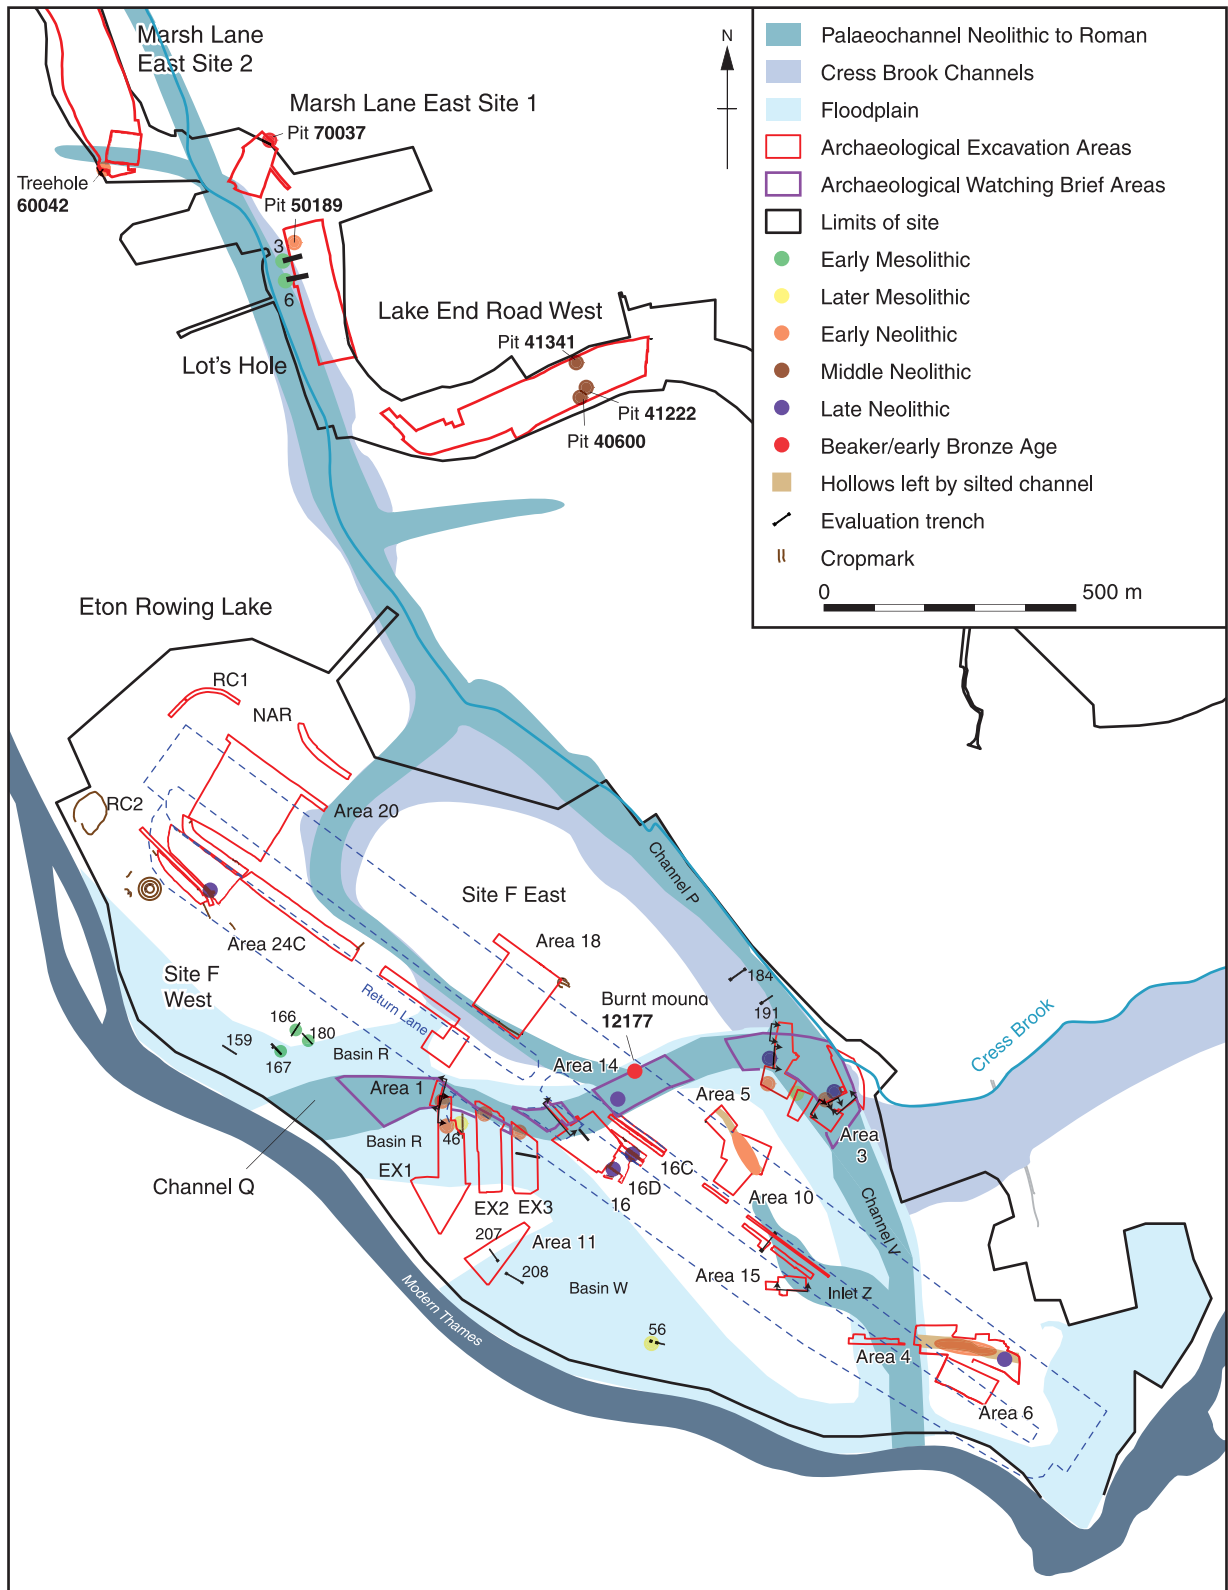 Marsh Lane
East Site 2
Marsh Lane East Site 1
Pit 70037
Treehole
60042
Pit 50189
3
6
Lake End Road West
Pit 41341
Lot's Hole
Pit 41222
Pit 40600
N
Palaeochannel Neolithic to Roman
Cress Brook Channels
Floodplain
Archaeological Excavation Areas
Archaeological Watching Brief Areas
Limits of site
Early Mesolithic
Later Mesolithic
Early Neolithic
Middle Neolithic
Late Neolithic
Beaker/early Bronze Age
Hollows left by silted channel
Evaluation trench
Cropmark
0
500 m
Eton Rowing Lake
RC1
NAR
RC2
Area 20
Channel P
Site F East
Area 18
Area 24C
Site F
West
Return Lane
184
Burnt mound
12177
191
166
180
159
167
Basin R
Cress Brook
Area 14
Area 1
Area 5
Area
3
Basin R
46
EX1
16C
16D
16
Channel Q
EX2
EX3
Area 10
Channel V
207
Area 11
208
Area 15
Inlet Z
Basin W
Modern Thames
56
Area 4
Area 6